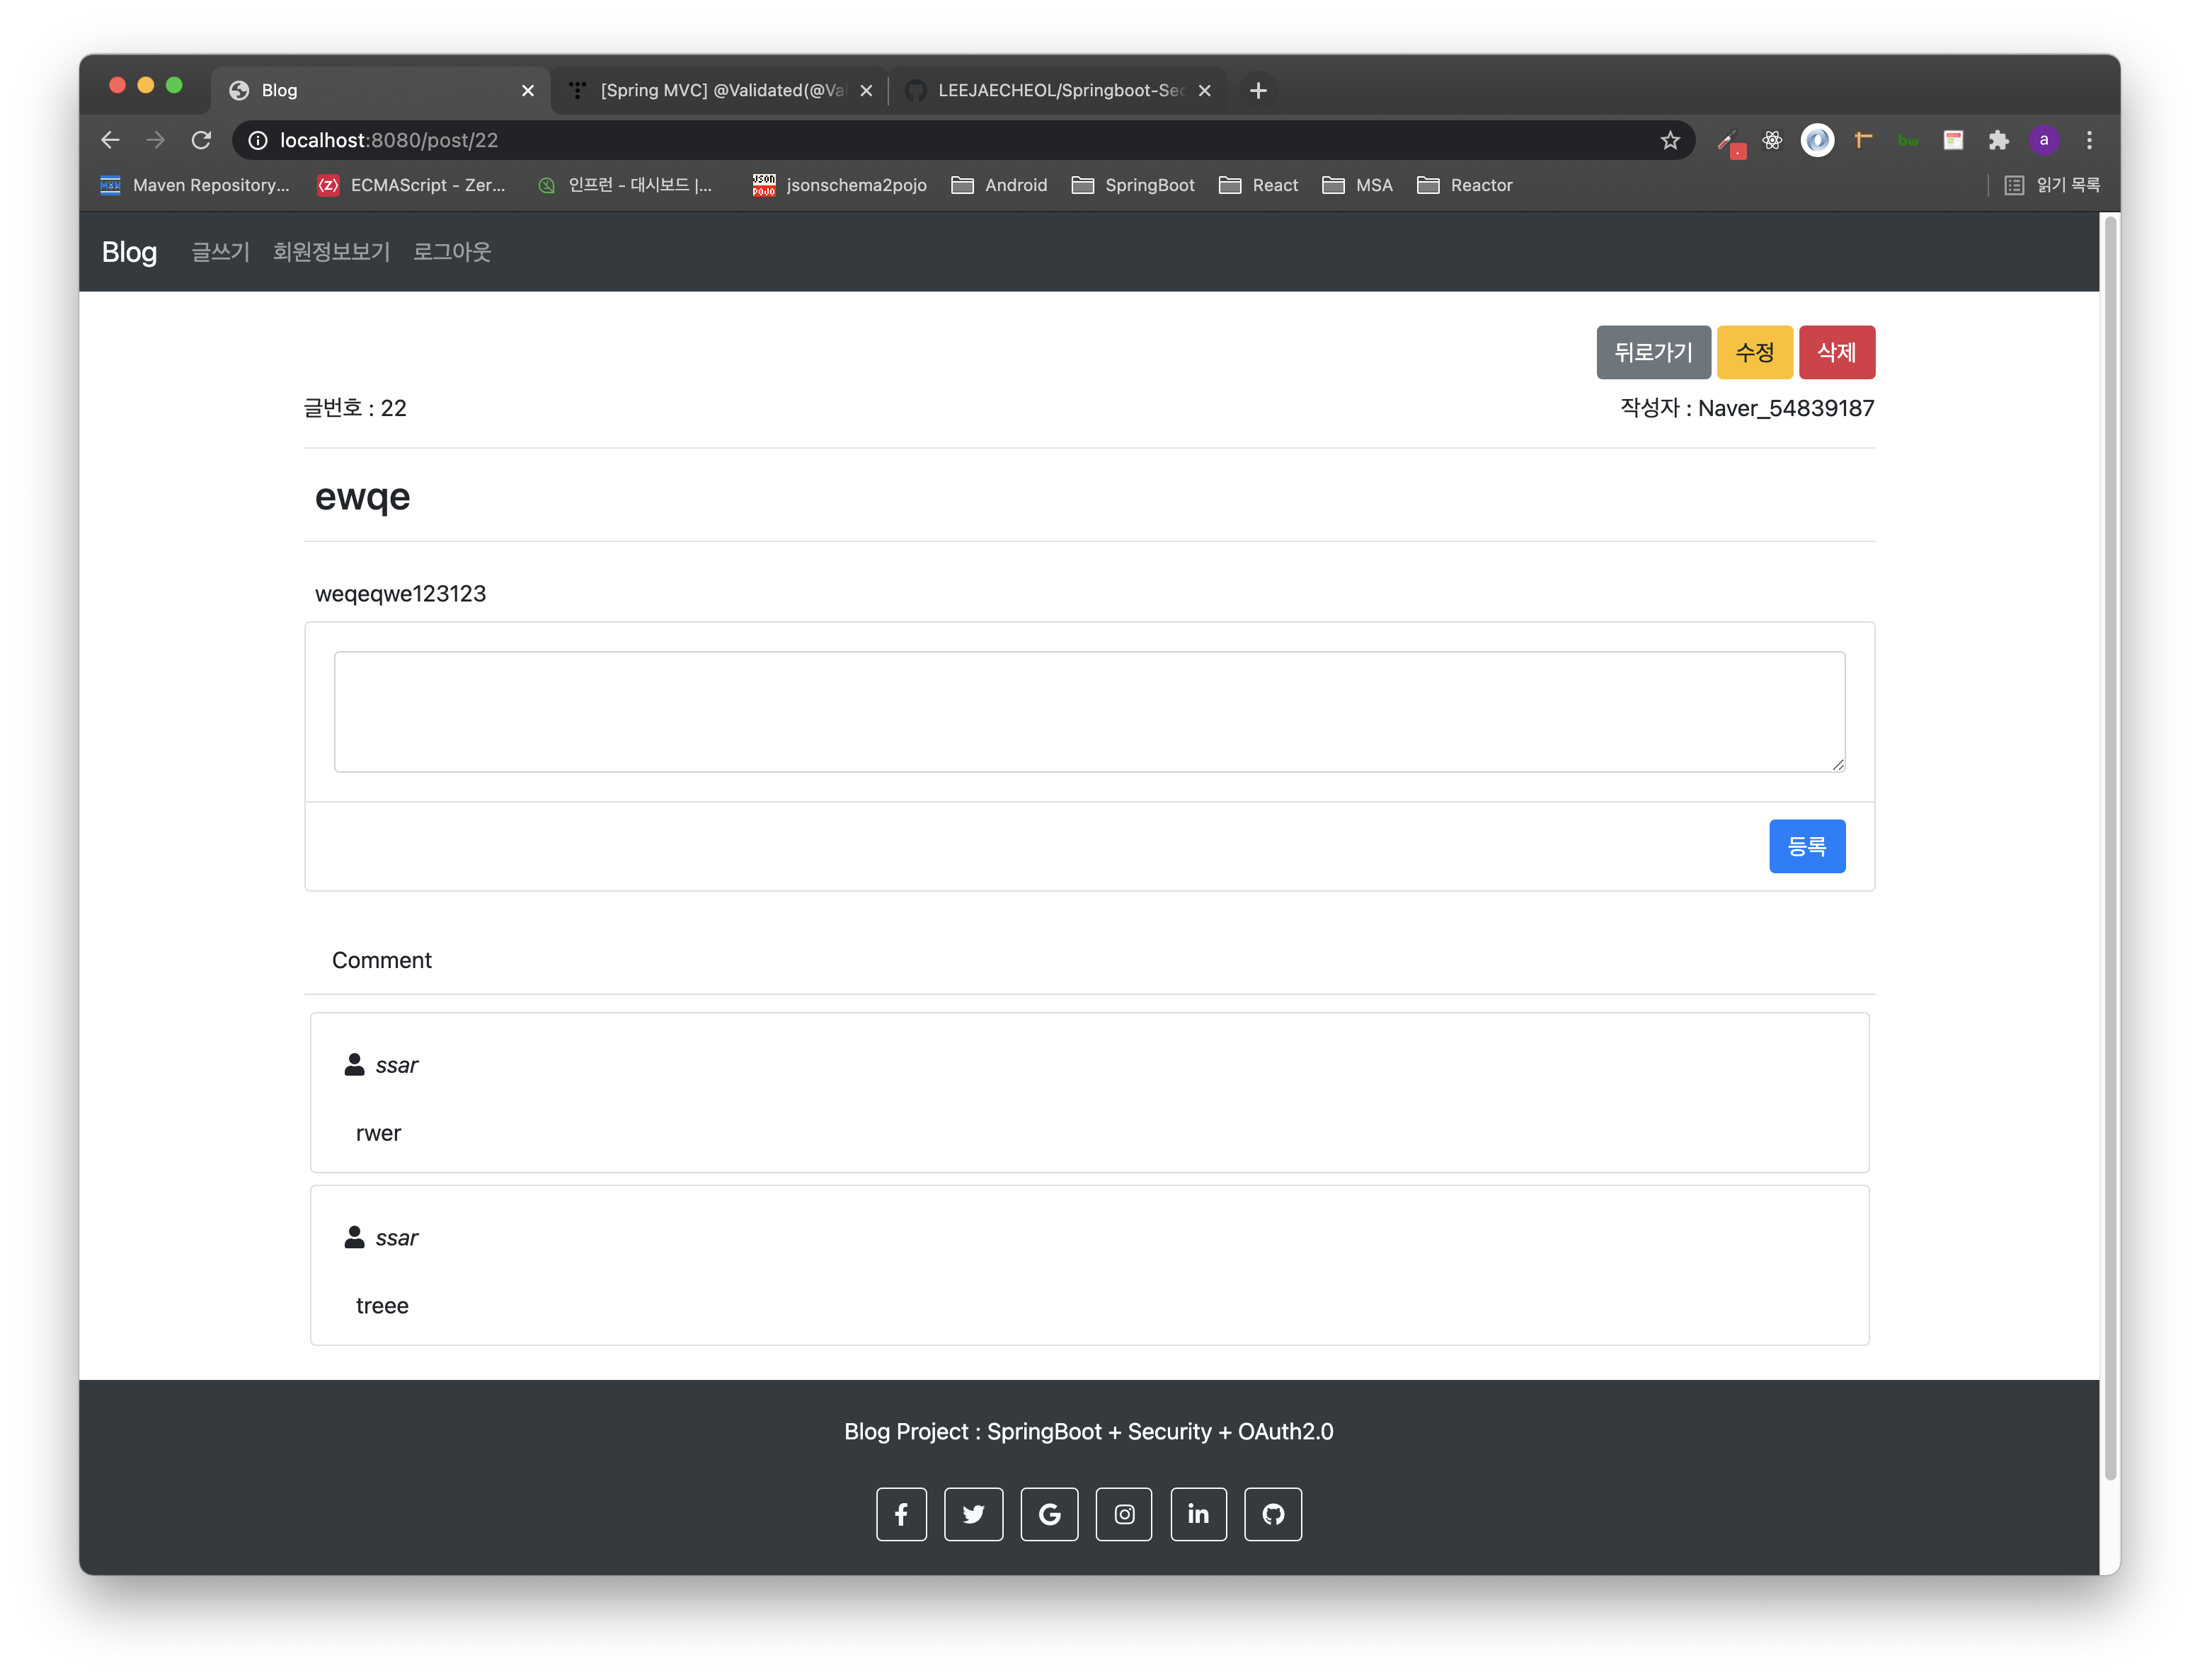 Blog
[Spring MVC] @Validated(@Va
LEEJAECHEOL/Springboot-Sec
localhost:8080/post/22
a
Maven Repository... ECMAScript - Zer... 인프런 - 대시보드 |... JSON POJO jsonschema2pojo Android SpringBoot React MSA Reactor 읽기 목록
Blog 글쓰기 회원정보보기 로그아웃
뒤로가기 수정 삭제
글번호 : 22 작성자 : Naver_54839187
ewqe
weqeqwe123123
등록
Comment
ssar
rwer
ssar
treee
Blog Project : SpringBoot + Security + OAuth2.0